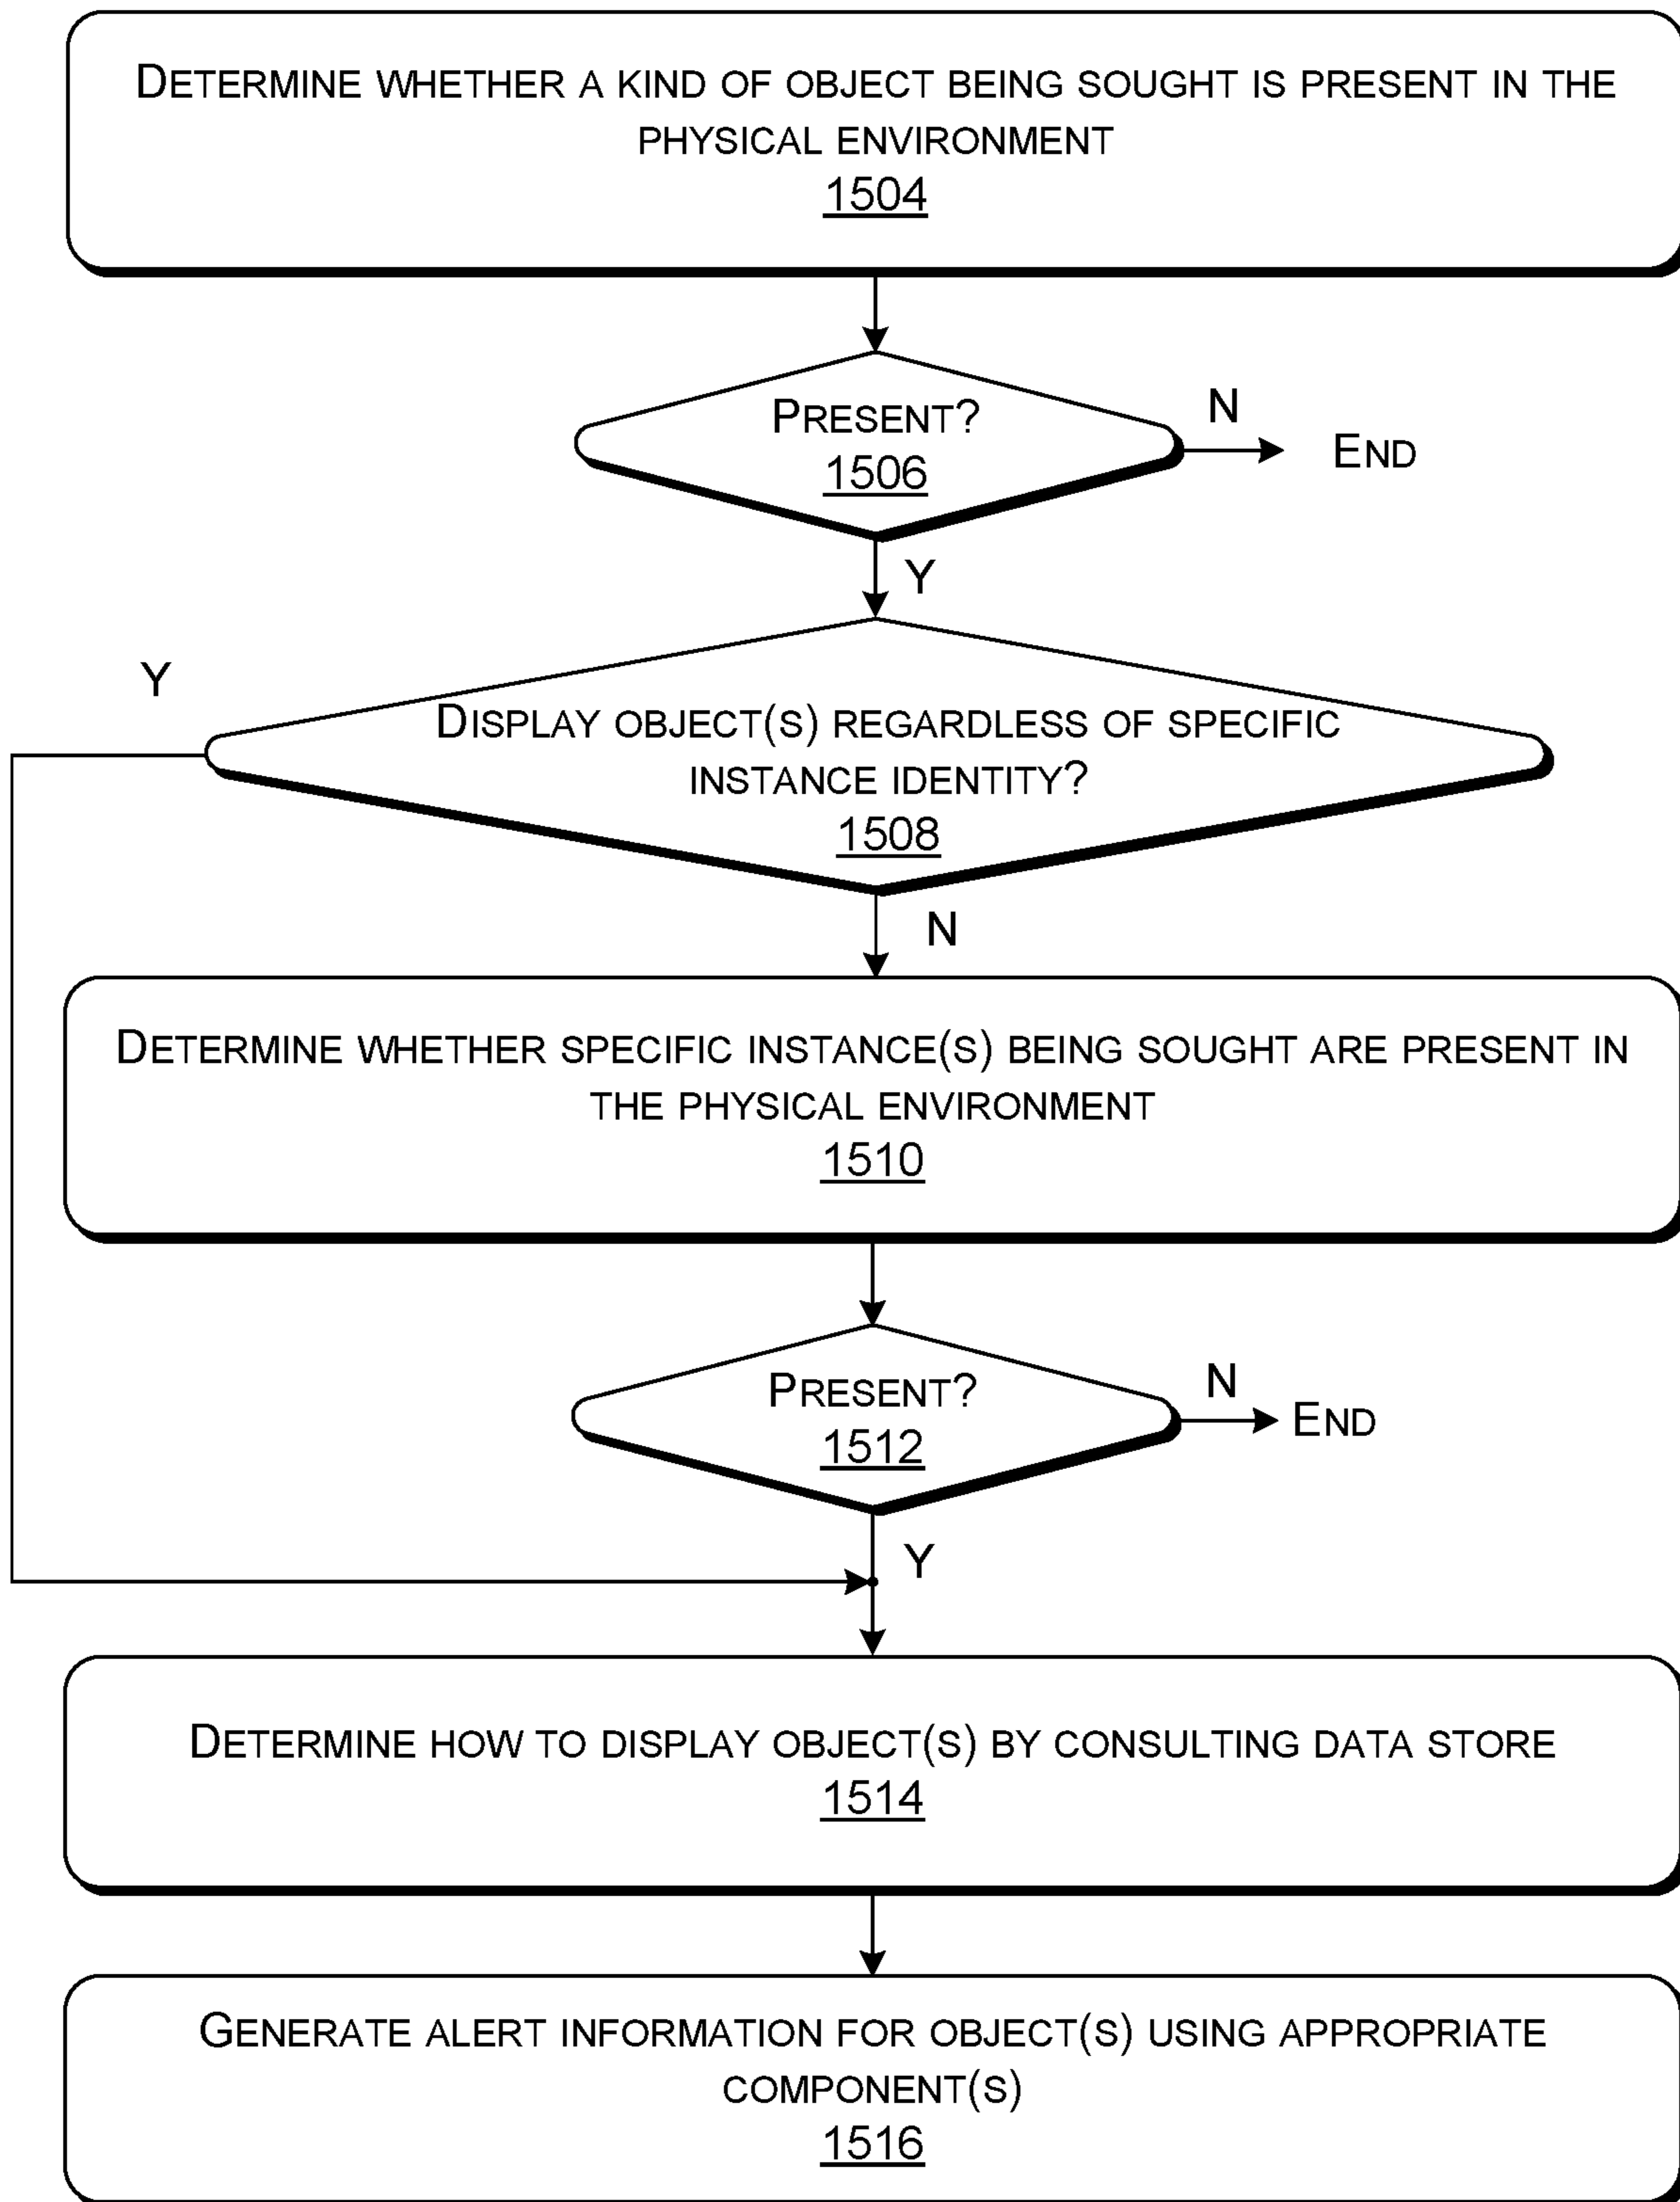 DETERMINE WHETHER A KIND OF OBJECT BEING SOUGHT IS PRESENT IN THE
PHYSICAL ENVIRONMENT
1504
PRESENT?
1506
N
END
Y
Y
DISPLAY OBJECT(S) REGARDLESS OF SPECIFIC
INSTANCE IDENTITY?
1508
N
DETERMINE WHETHER SPECIFIC INSTANCE(S) BEING SOUGHT ARE PRESENT IN
THE PHYSICAL ENVIRONMENT
1510
PRESENT?
1512
N
END
Y
DETERMINE HOW TO DISPLAY OBJECT(S) BY CONSULTING DATA STORE
1514
GENERATE ALERT INFORMATION FOR OBJECT(S) USING APPROPRIATE
COMPONENT(S)
1516